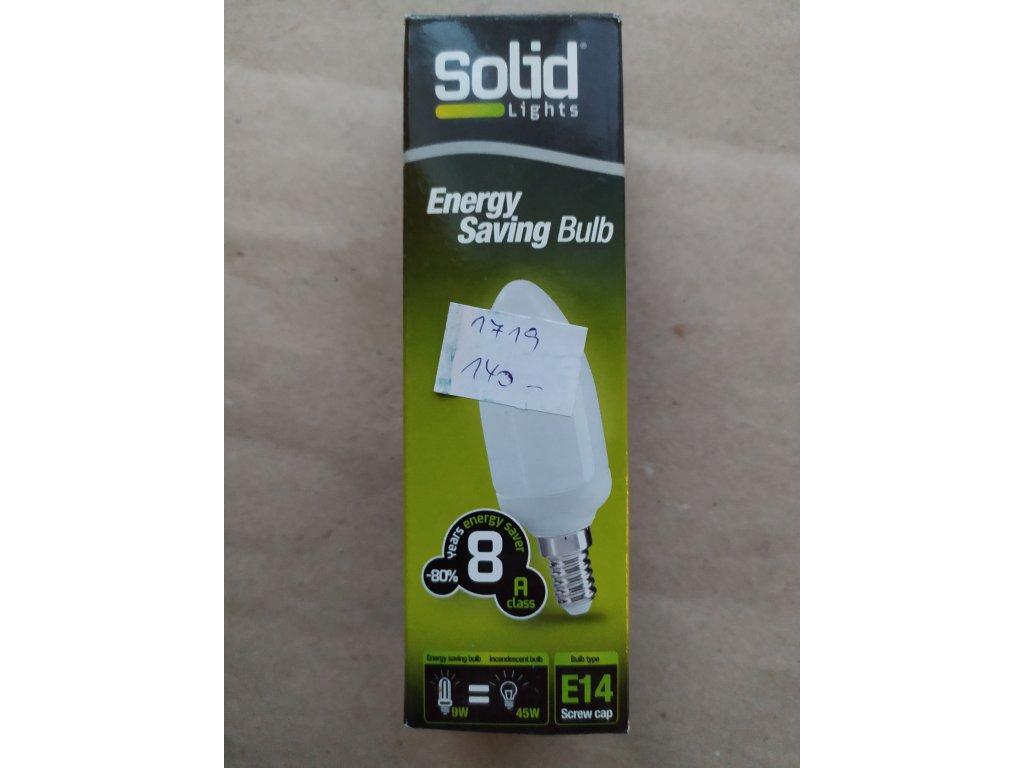 Solid®
Lights
Energy
Saving Bulb
1719
140-
years energy saver
8
-80%
A
class
Energy saving bulb
Incandescent bulb
=
9W
45W
Bulb type
E14
Screw cap